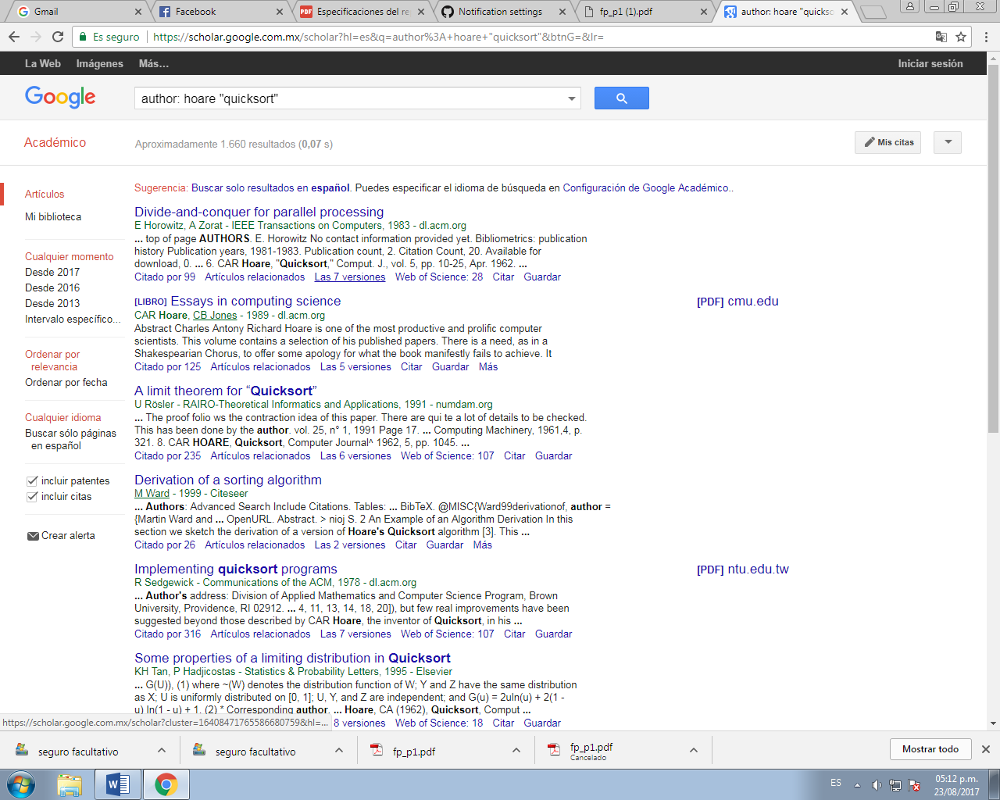 Gmail
Facebook
Especificaciones del re
Notification settings
fp_p1 (1).pdf
author: hoare "quicksc
Es seguro
https://scholar.google.com.mx/scholar?hl=es&q=author%3A+hoare+"quicksort"&btnG=&lr=
La Web Imágenes Más...
Iniciar sesión
Google
author: hoare "quicksort"
Académico
Aproximadamente 1.660 resultados (0,07 s)
Mis citas
Artículos
Mi biblioteca
Cualquier momento
Desde 2017
Desde 2016
Desde 2013
Intervalo específico...
Ordenar por
relevancia
Ordenar por fecha
Cualquier idioma
Buscar sólo páginas
en español
incluir patentes
incluir citas
Crear alerta
Sugerencia: Buscar solo resultados en español. Puedes especificar el idioma de búsqueda en Configuración de Google Académico..
Divide-and-conquer for parallel processing
E Horowitz, A Zorat - IEEE Transactions on Computers, 1983 - dl.acm.org
... top of page AUTHORS. E. Horowitz No contact information provided yet. Bibliometrics: publication
history Publication years, 1981-1983. Publication count, 2. Citation Count, 20. Available for
download, 0. ... 6. CAR Hoare, "Quicksort," Comput. J., vol. 5, pp. 10-25, Apr. 1962. ...
Citado por 99 Artículos relacionados Las 7 versiones Web of Science: 28 Citar Guardar
[LIBRO] Essays in computing science
[PDF] cmu.edu
CAR Hoare, CB Jones - 1989 - dl.acm.org
Abstract Charles Antony Richard Hoare is one of the most productive and prolific computer
scientists. This volume contains a selection of his published papers. There is a need, as in a
Shakespearian Chorus, to offer some apology for what the book manifestly fails to achieve. It
Citado por 125 Artículos relacionados Las 5 versiones Citar Guardar Más
A limit theorem for “Quicksort”
U Rösler - RAIRO-Theoretical Informatics and Applications, 1991 - numdam.org
... The proof folio ws the contraction idea of this paper. There are qui te a lot of details to be checked.
This has been done by the author. vol. 25, n° 1, 1991 Page 17. ... Computing Machinery, 1961,4, p.
321. 8. CAR HOARE, Quicksort, Computer Journal^ 1962, 5, pp. 1045. ...
Citado por 235 Artículos relacionados Las 6 versiones Web of Science: 107 Citar Guardar
Derivation of a sorting algorithm
M Ward - 1999 - Citeseer
... Authors: Advanced Search Include Citations. Tables: ... BibTeX. @MISC{Ward99derivationof, author =
{Martin Ward and ... OpenURL. Abstract. > nioj S. 2 An Example of an Algorithm Derivation In this
section we sketch the derivation of a version of Hoare's Quicksort algorithm [3]. This ...
Citado por 26 Artículos relacionados Las 2 versiones Citar Guardar Más
Implementing quicksort programs
[PDF] ntu.edu.tw
R Sedgewick - Communications of the ACM, 1978 - dl.acm.org
... Author's address: Division of Applied Mathematics and Computer Science Program, Brown
University, Providence, RI 02912. ... 4, 11, 13, 14, 18, 20]), but few real improvements have been
suggested beyond those described by CAR Hoare, the inventor of Quicksort, in his ...
Citado por 316 Artículos relacionados Las 7 versiones Web of Science: 107 Citar Guardar
Some properties of a limiting distribution in Quicksort
KH Tan, P Hadjicostas - Statistics & Probability Letters, 1995 - Elsevier
... G(U)), (1) where ~(W) denotes the distribution function of W; Y and Z have the same distribution
as X; U is uniformly distributed on [0, 1]; U, Y, and Z are independent; and G(u) = 2uln(u) + 2(1 -
u) ln(1 - u) + 1. (2) * Corresponding author. ... Hoare, CA (1962), Quicksort, Comput ...
8 versiones Web of Science: 18 Citar Guardar
https://scholar.google.com.mx/scholar?cluster=16408471765586680759&hl=...
seguro facultativo
seguro facultativo
fp_p1.pdf
fp_p1.pdf
Cancelado
Mostrar todo
ES
05:12 p.m.
23/08/2017